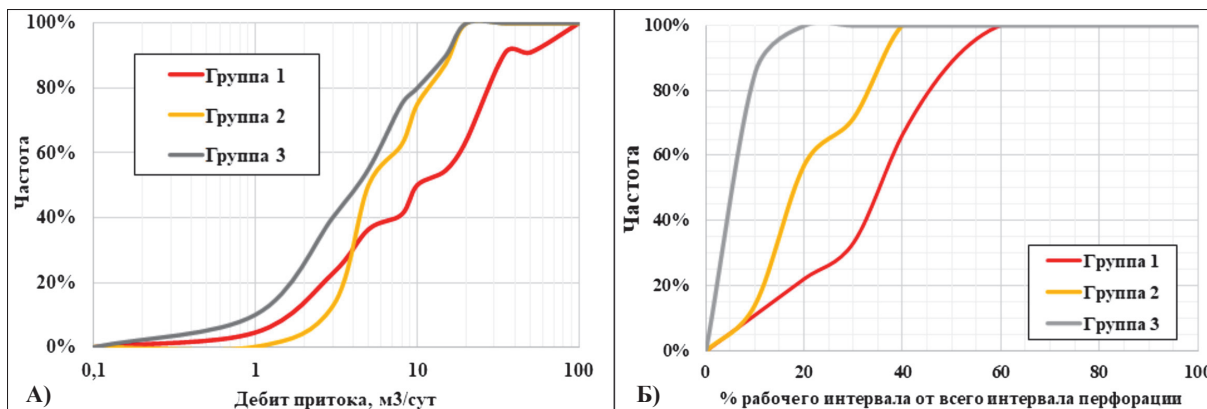 100%
80%
60%
40%
20%
0%
Частота
Группа 1
Группа 2
Группа 3
0,1
1
10
100
Дебит притока, м3/сут
А)
100%
80%
60%
40%
20%
0%
Частота
Группа 1
Группа 2
Группа 3
0
20
40
60
80
100
% рабочего интервала от всего интервала перфорации
Б)